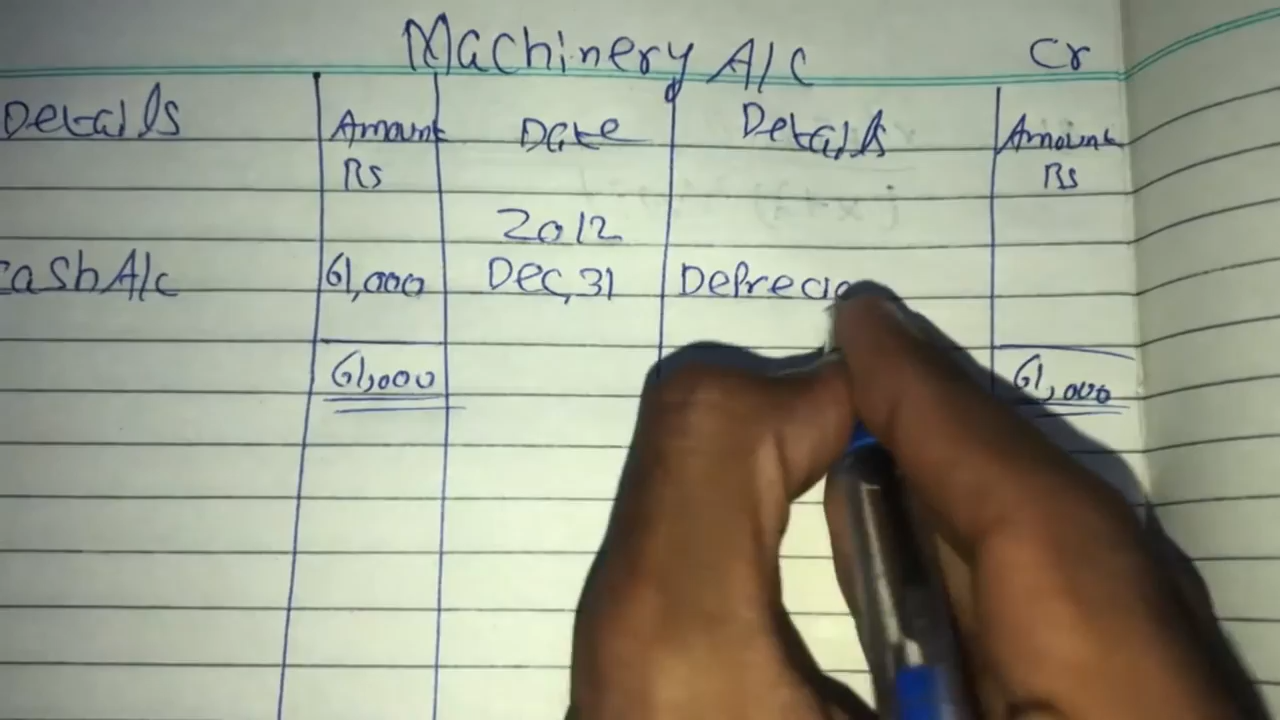 Machinery A/C Cr
Details Amount Date Details Amount
Rs Rs
2012
Cash A/c 61,000 Dec,31 Deprecia
61,000 61,000